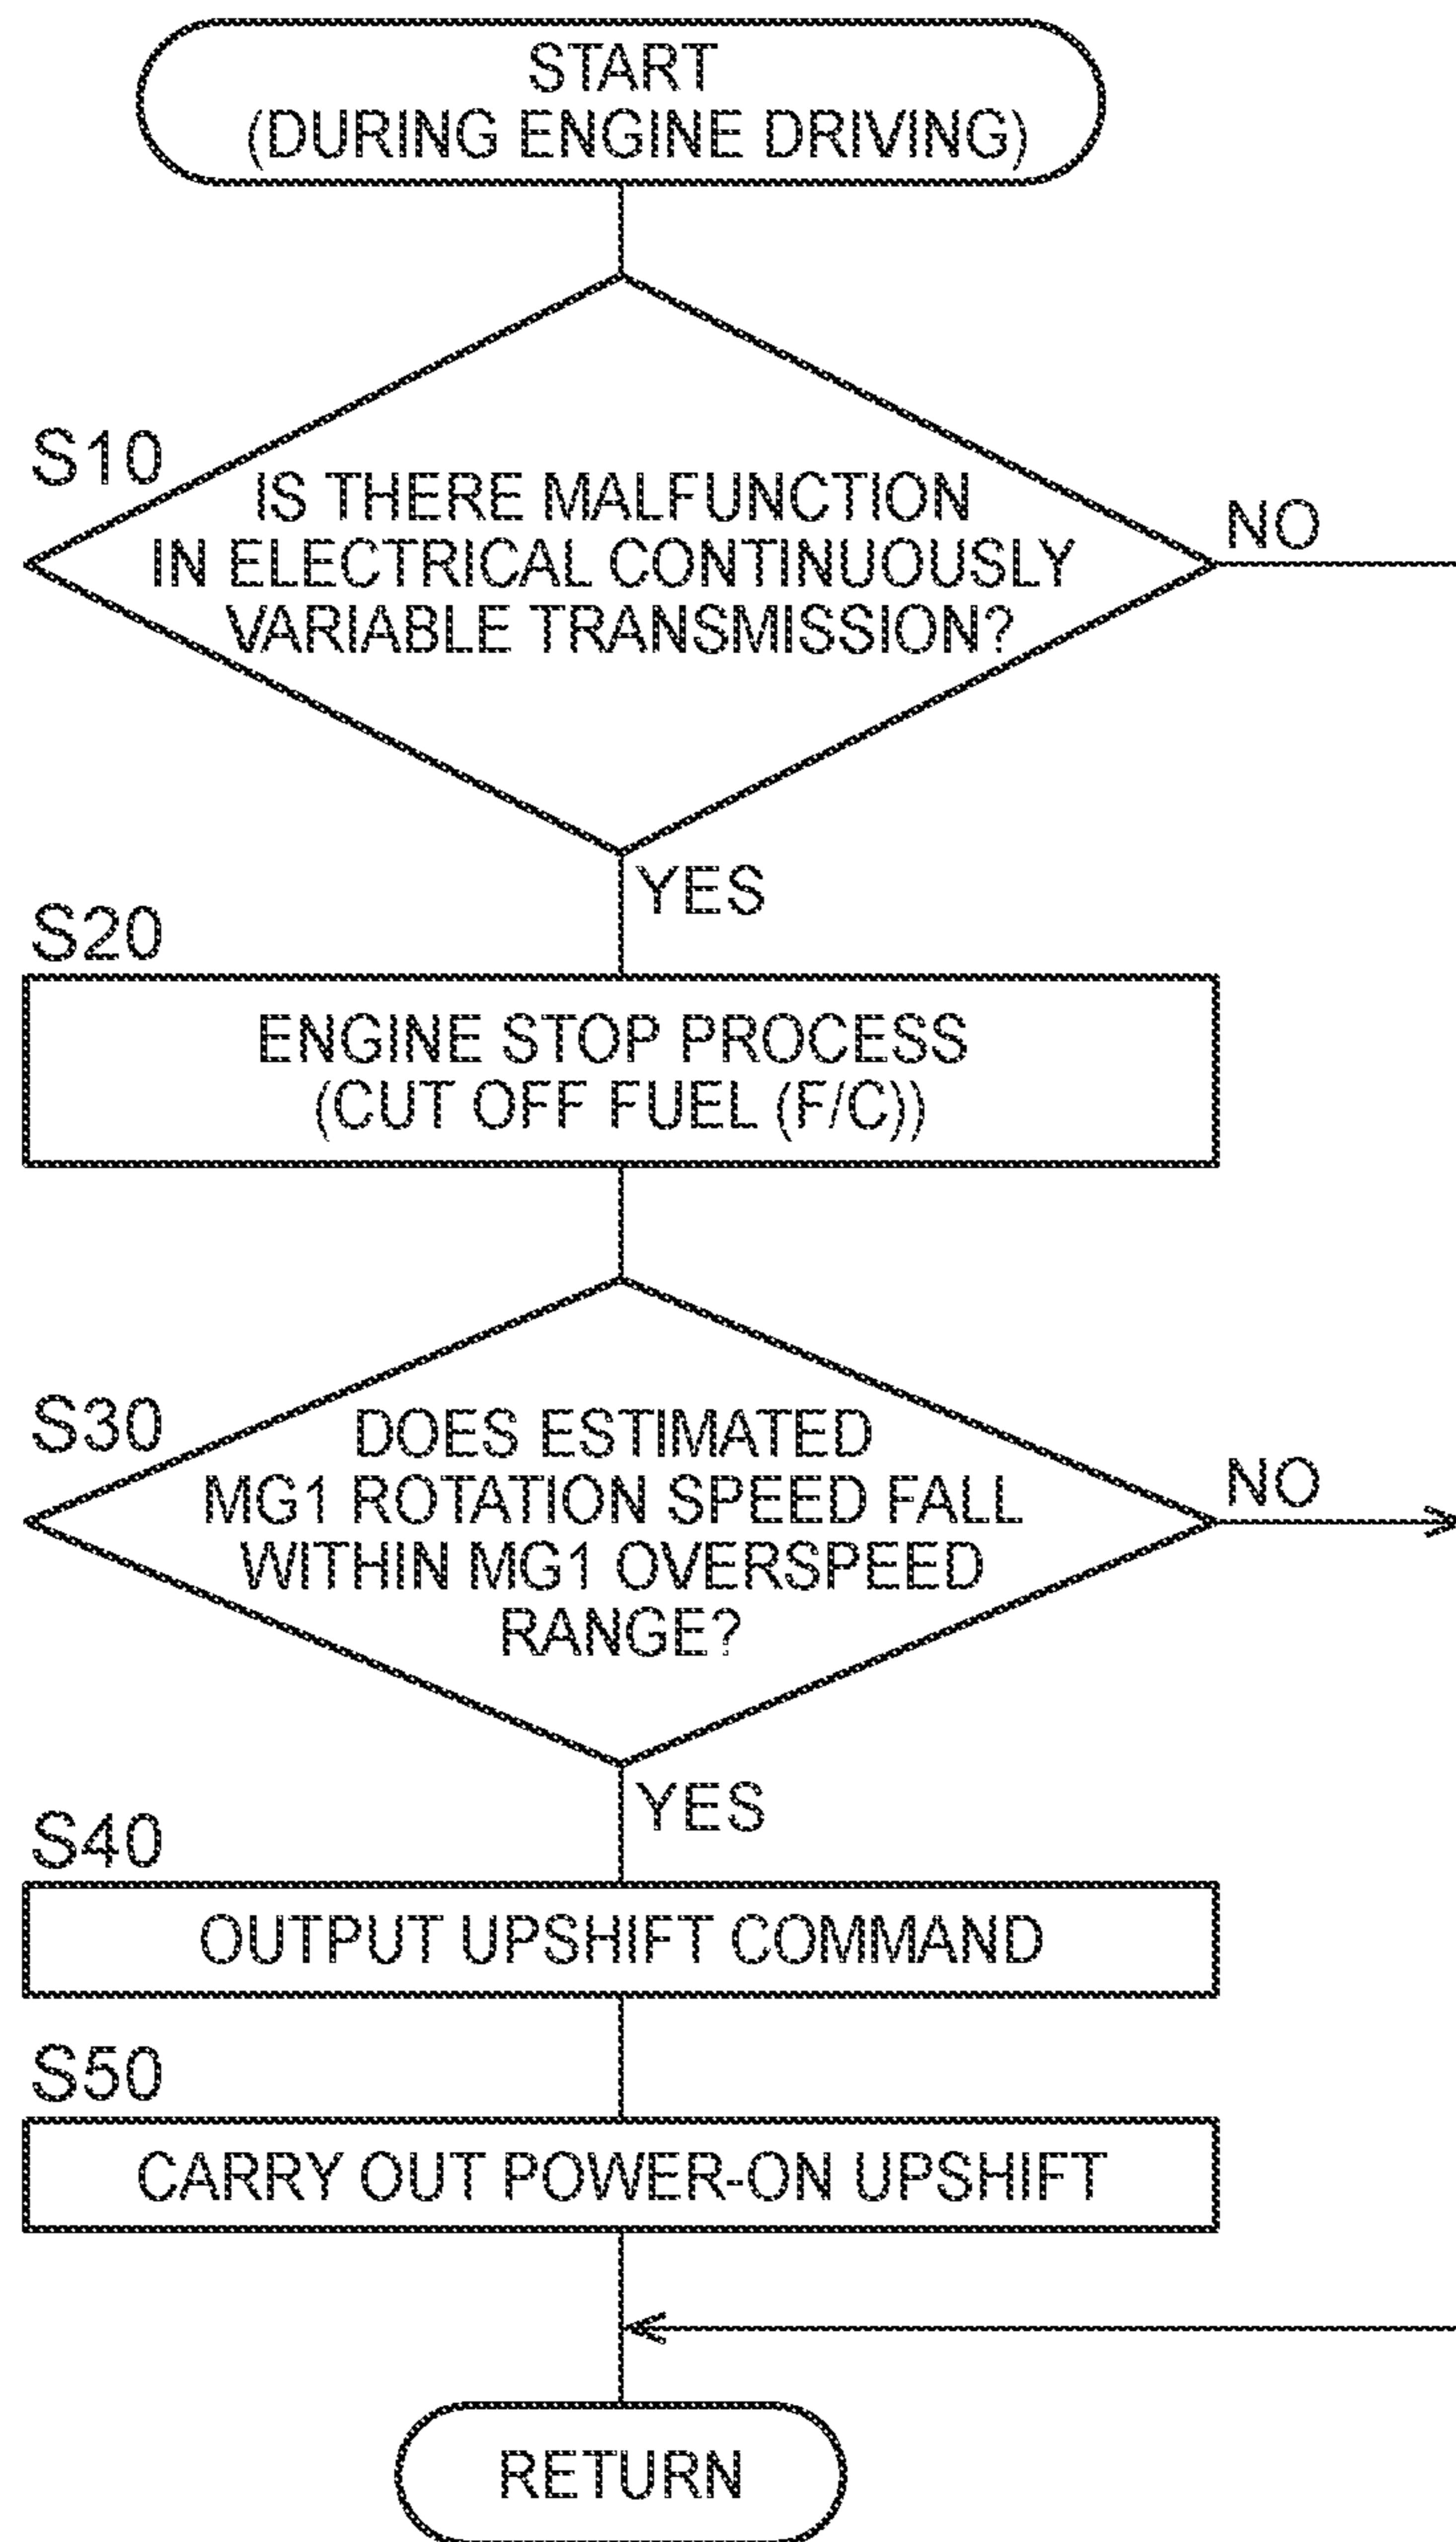 START
(DURING ENGINE DRIVING)
S10
IS THERE MALFUNCTION
IN ELECTRICAL CONTINUOUSLY
VARIABLE TRANSMISSION?
NO
YES
S20
ENGINE STOP PROCESS
(CUT OFF FUEL (F/C))
S30
DOES ESTIMATED
MG1 ROTATION SPEED FALL
WITHIN MG1 OVERSPEED
RANGE?
NO
YES
S40
OUTPUT UPSHIFT COMMAND
S50
CARRY OUT POWER-ON UPSHIFT
RETURN